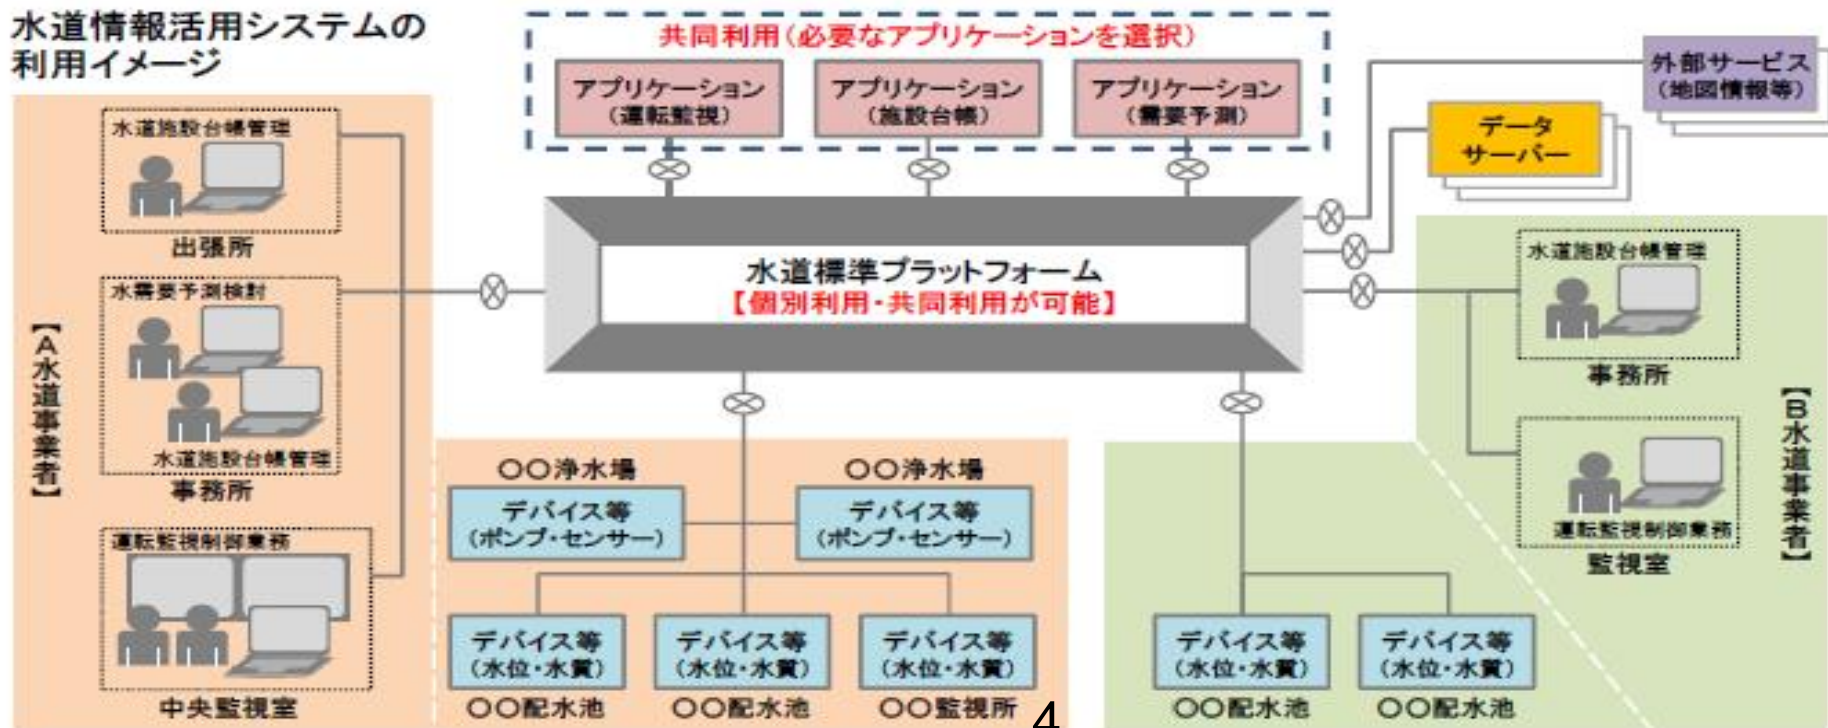 水道情報活用システムの
利用イメージ
共同利用(必要なアプリケーションを選択)
アプリケーション
(運転監視)
アプリケーション
(施設台帳)
アプリケーション
(需要予測)
外部サービス
(地図情報等)
データ
サーバー
水道標準プラットフォーム
【個別利用・共同利用が可能】
【A水道事業者】
水道施設台帳管理
出張所
水需要予測検討
水道施設台帳管理
事務所
運転監視制御業務
中央監視室
〇〇浄水場
デバイス等
(ポンプ・センサー)
〇〇浄水場
デバイス等
(ポンプ・センサー)
デバイス等
(水位・水質)
〇〇配水池
デバイス等
(水位・水質)
〇〇配水池
デバイス等
(水位・水質)
〇〇監視所
4
デバイス等
(水位・水質)
〇〇配水池
デバイス等
(水位・水質)
〇〇配水池
水道施設台帳管理
事務所
運転監視制御業務
監視室
【B水道事業者】